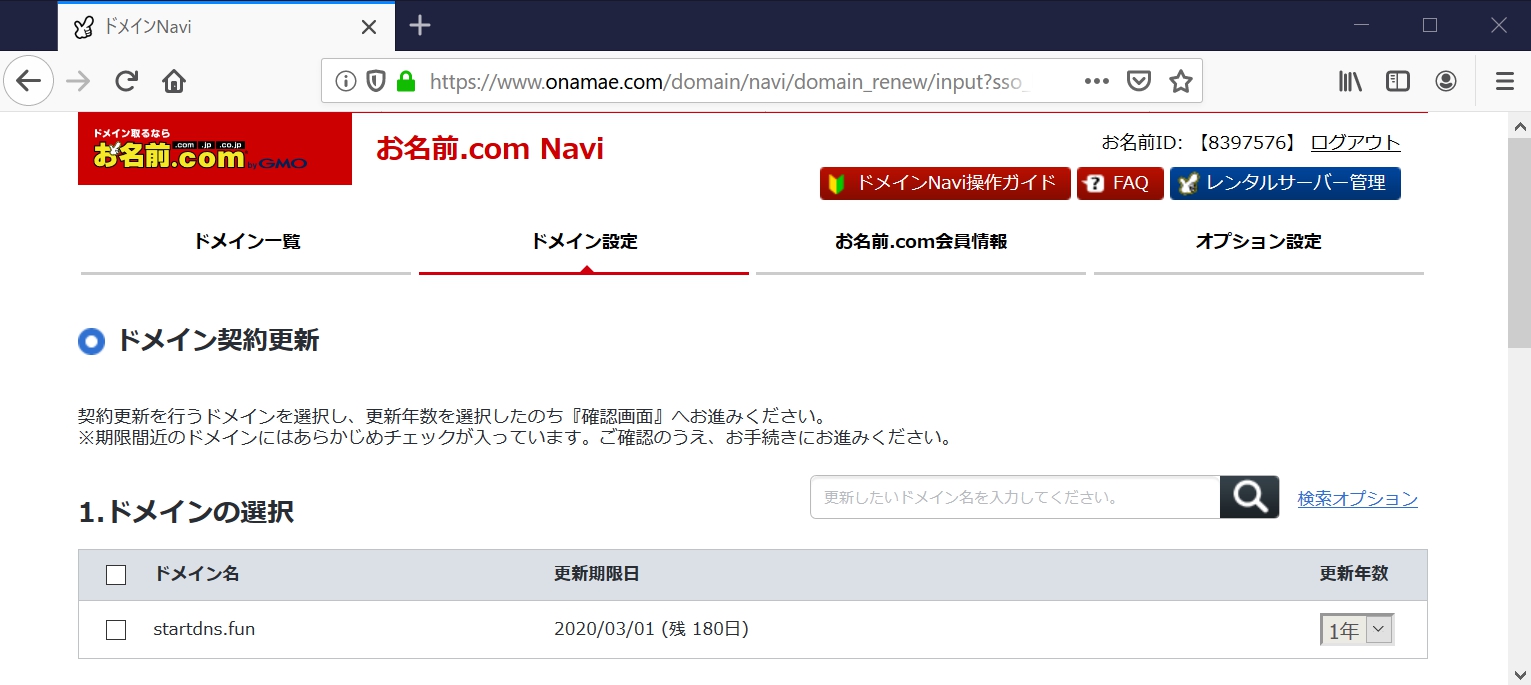 ドメインNavi
https://www.onamae.com/domain/navi/domain_renew/input?sso_
ドメイン取るなら
お名前.com
.com .jp .co.jp
by GMO
お名前.com Navi
お名前ID: 【8397576】 ログアウト
ドメインNavi操作ガイド FAQ レンタルサーバー管理
ドメイン一覧 ドメイン設定 お名前.com会員情報 オプション設定
ドメイン契約更新
契約更新を行うドメインを選択し、更新年数を選択したのち『確認画面』へお進みください。
※期限間近のドメインにはあらかじめチェックが入っています。ご確認のうえ、お手続きにお進みください。
1.ドメインの選択
更新したいドメイン名を入力してください。 検索オプション
ドメイン名 更新期限日 更新年数
startdns.fun 2020/03/01 (残 180日) 1年